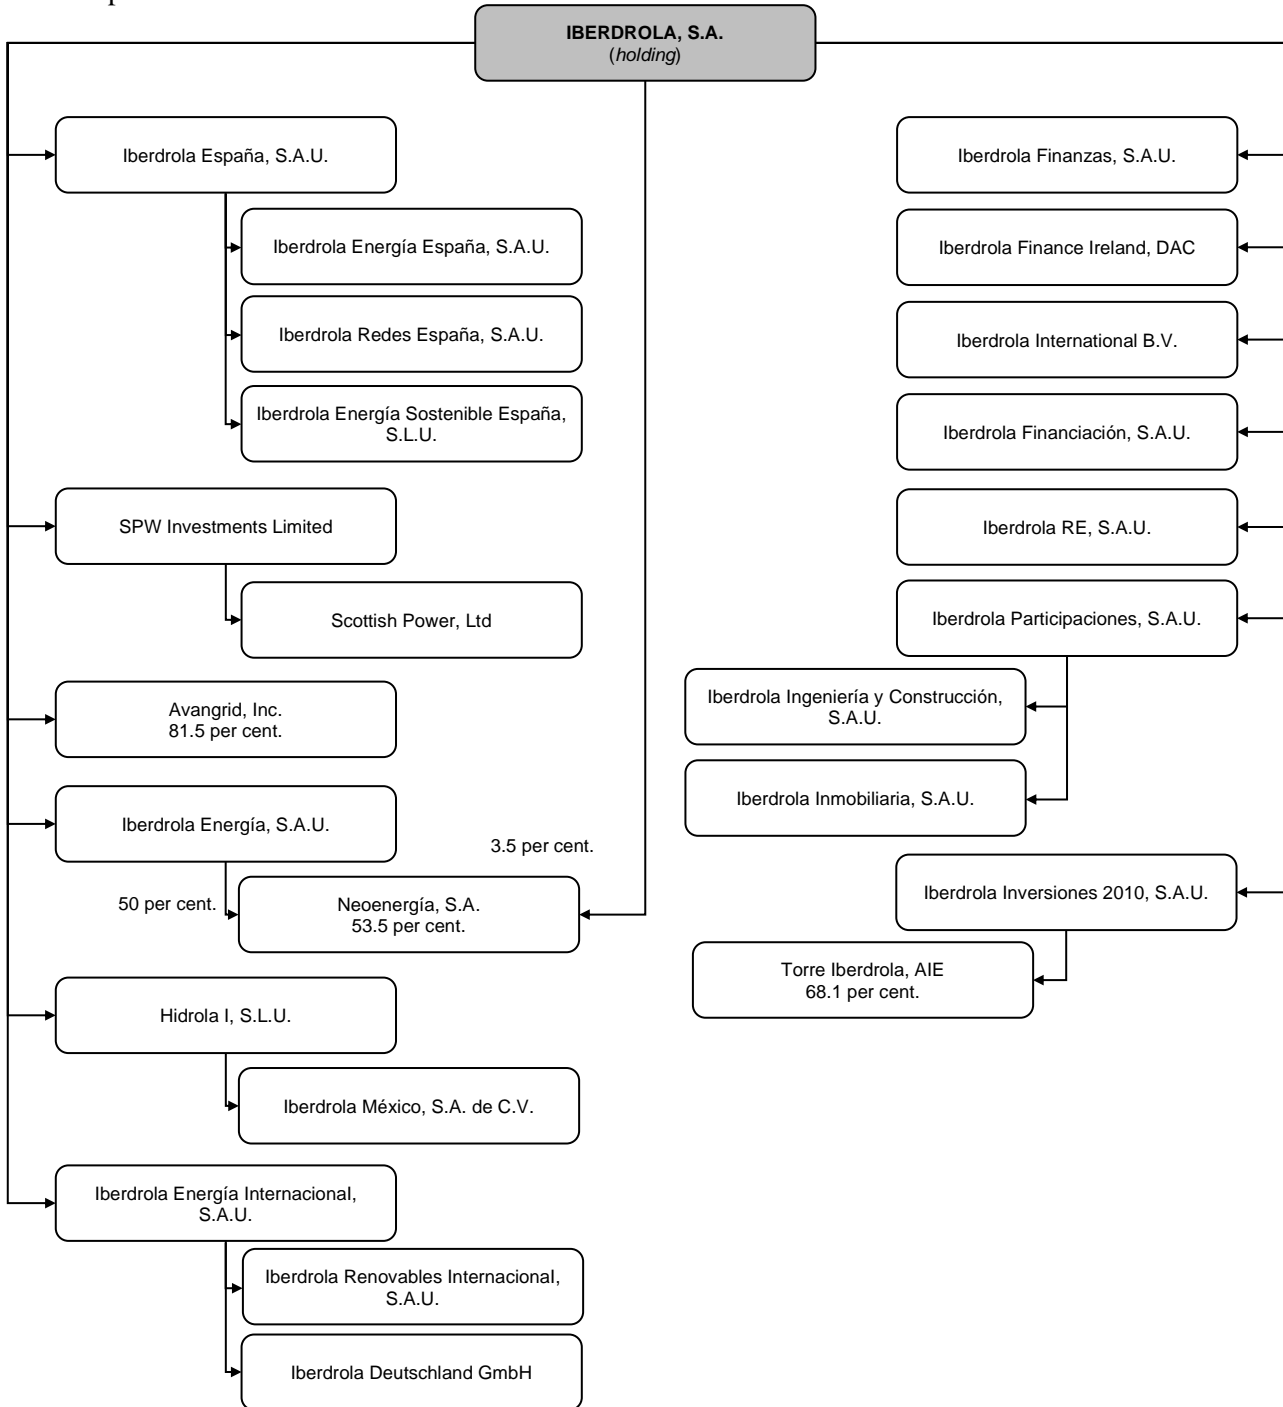 IBERDROLA, S.A.
(holding)
Iberdrola España, S.A.U.
Iberdrola Energía España, S.A.U.
Iberdrola Redes España, S.A.U.
Iberdrola Energía Sostenible España,
S.L.U.
SPW Investments Limited
Scottish Power, Ltd
Avangrid, Inc.
81.5 per cent.
Iberdrola Energía, S.A.U.
3.5 per cent.
50 per cent.
Neoenergía, S.A.
53.5 per cent.
Hidrola I, S.L.U.
Iberdrola México, S.A. de C.V.
Iberdrola Energía Internacional,
S.A.U.
Iberdrola Renovables Internacional,
S.A.U.
Iberdrola Deutschland GmbH
Iberdrola Finanzas, S.A.U.
Iberdrola Finance Ireland, DAC
Iberdrola International B.V.
Iberdrola Financiación, S.A.U.
Iberdrola RE, S.A.U.
Iberdrola Participaciones, S.A.U.
Iberdrola Ingeniería y Construcción,
S.A.U.
Iberdrola Inmobiliaria, S.A.U.
Iberdrola Inversiones 2010, S.A.U.
Torre Iberdrola, AIE
68.1 per cent.